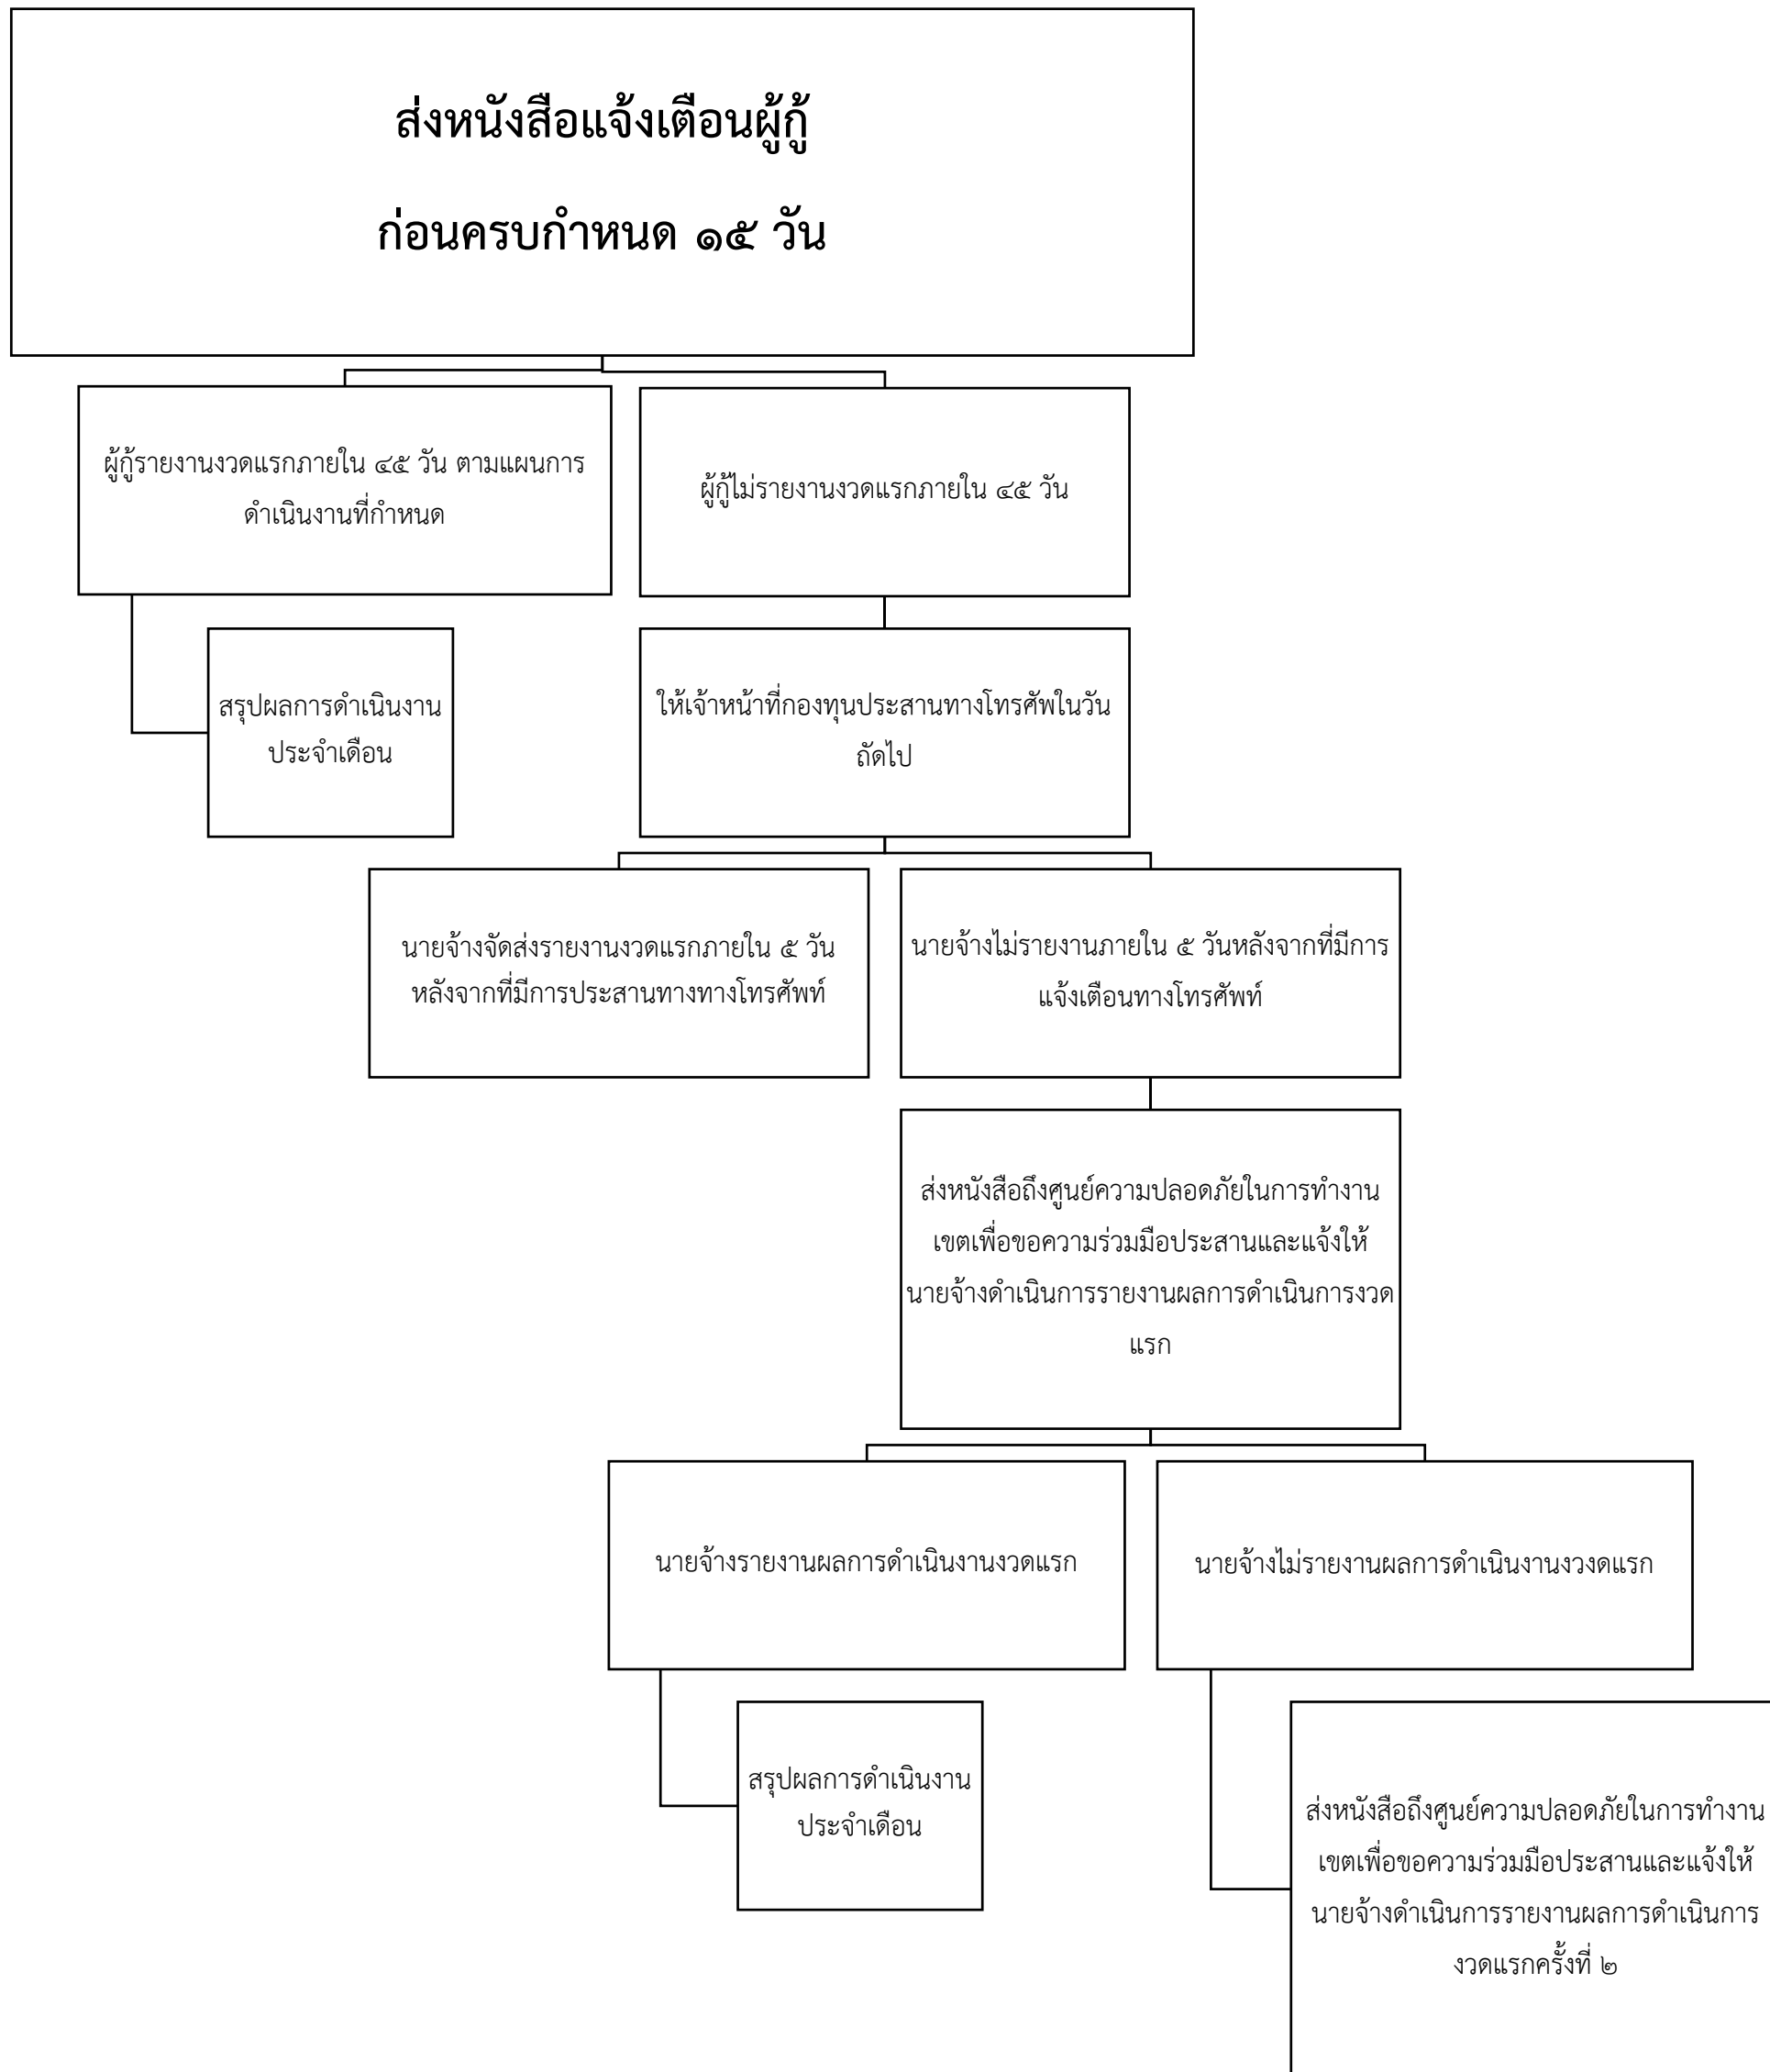 ส่งหนังสือแจ้งเตือนผู้กู้
ก่อนครบกำหนด ๑๕ วัน
ผู้กู้รายงานงวดแรกภายใน ๔๕ วัน ตามแผนการ
ดำเนินงานที่กำหนด
ผู้กู้ไม่รายงานงวดแรกภายใน ๔๕ วัน
สรุปผลการดำเนินงาน
ประจำเดือน
ให้เจ้าหน้าที่กองทุนประสานทางโทรศัพในวัน
ถัดไป
นายจ้างจัดส่งรายงานงวดแรกภายใน ๕ วัน
หลังจากที่มีการประสานทางทางโทรศัพท์
นายจ้างไม่รายงานภายใน ๕ วันหลังจากที่มีการ
แจ้งเตือนทางโทรศัพท์
ส่งหนังสือถึงศูนย์ความปลอดภัยในการทำงาน
เขตเพื่อขอความร่วมมือประสานและแจ้งให้
นายจ้างดำเนินการรายงานผลการดำเนินการงวด
แรก
นายจ้างรายงานผลการดำเนินงานงวดแรก
นายจ้างไม่รายงานผลการดำเนินงานงวงดแรก
สรุปผลการดำเนินงาน
ประจำเดือน
ส่งหนังสือถึงศูนย์ความปลอดภัยในการทำงาน
เขตเพื่อขอความร่วมมือประสานและแจ้งให้
นายจ้างดำเนินการรายงานผลการดำเนินการ
งวดแรกครั้งที่ ๒